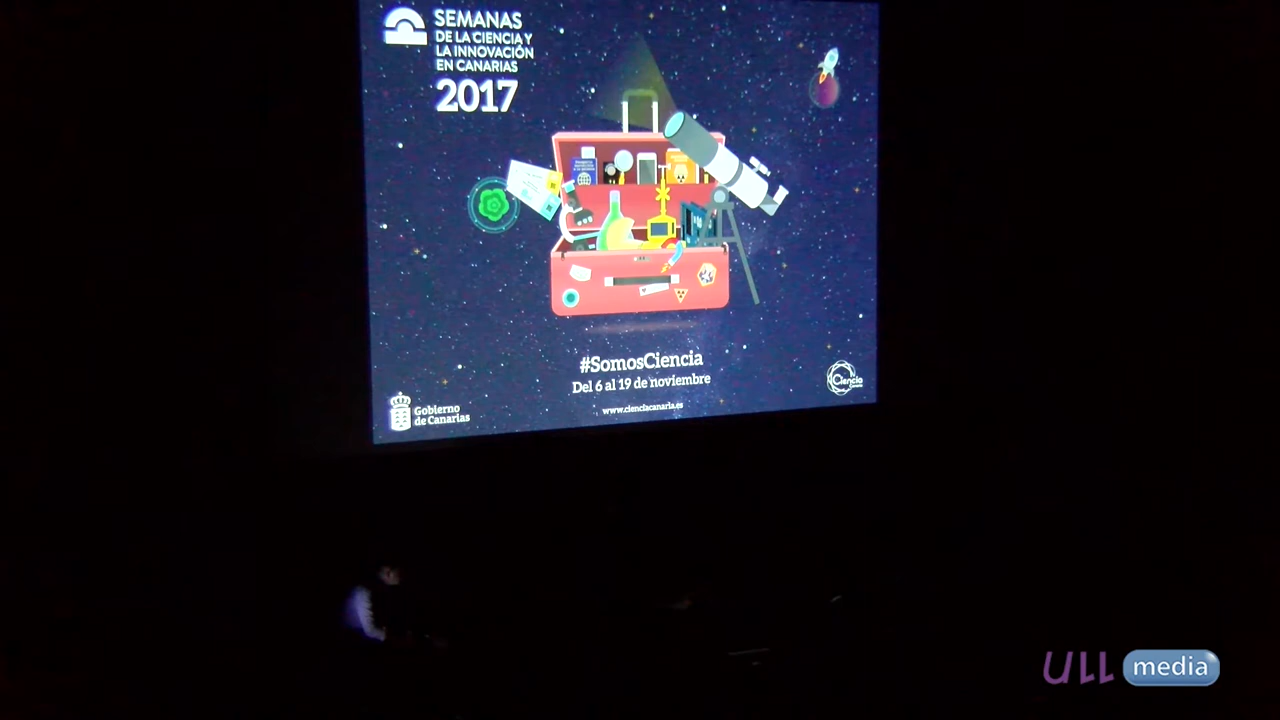 SEMANAS
DE LA CIENCIA Y
LA INNOVACIÓN
EN CANARIAS
2017
#SomosCiencia
Del 6 al 19 de noviembre
www.cienciacanaria.es
Gobierno
de Canarias
Ciencia
ULL media